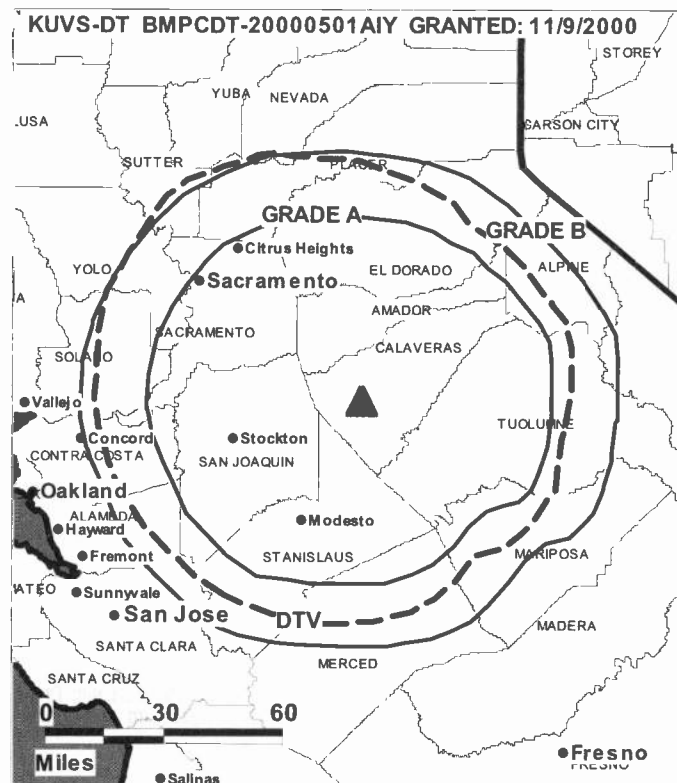 KUVS-DT BMPCDT-20000501AIY GRANTED: 11/9/2000
STOREY
YUBA
NEVADA
LUSA
CARSON CITY
SUTTER
PLACER
GRADE A
GRADE B
Citrus Heights
YOLO
EL DORADO
ALPINE
Sacramento
AMADOR
SACRAMENTO
CALAVERAS
SOLANO
Vallejo
TUOLUMNE
Concord
Stockton
CONTRA COSTA
SAN JOAQUIN
Oakland
ALAMEDA
Hayward
Modesto
Fremont
STANISLAUS
MARIPOSA
MATEO
Sunnyvale
San Jose
DTV
MADERA
SANTA CLARA
MERCED
SANTA CRUZ
0 30 60
Miles
Fresno
FRESNO
Salinas